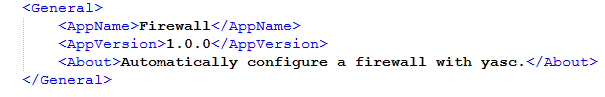 <General>
<AppName>Firewall</AppName>
<AppVersion>1.0.0</AppVersion>
<About>Automatically configure a firewall with yasc.</About>
</General>